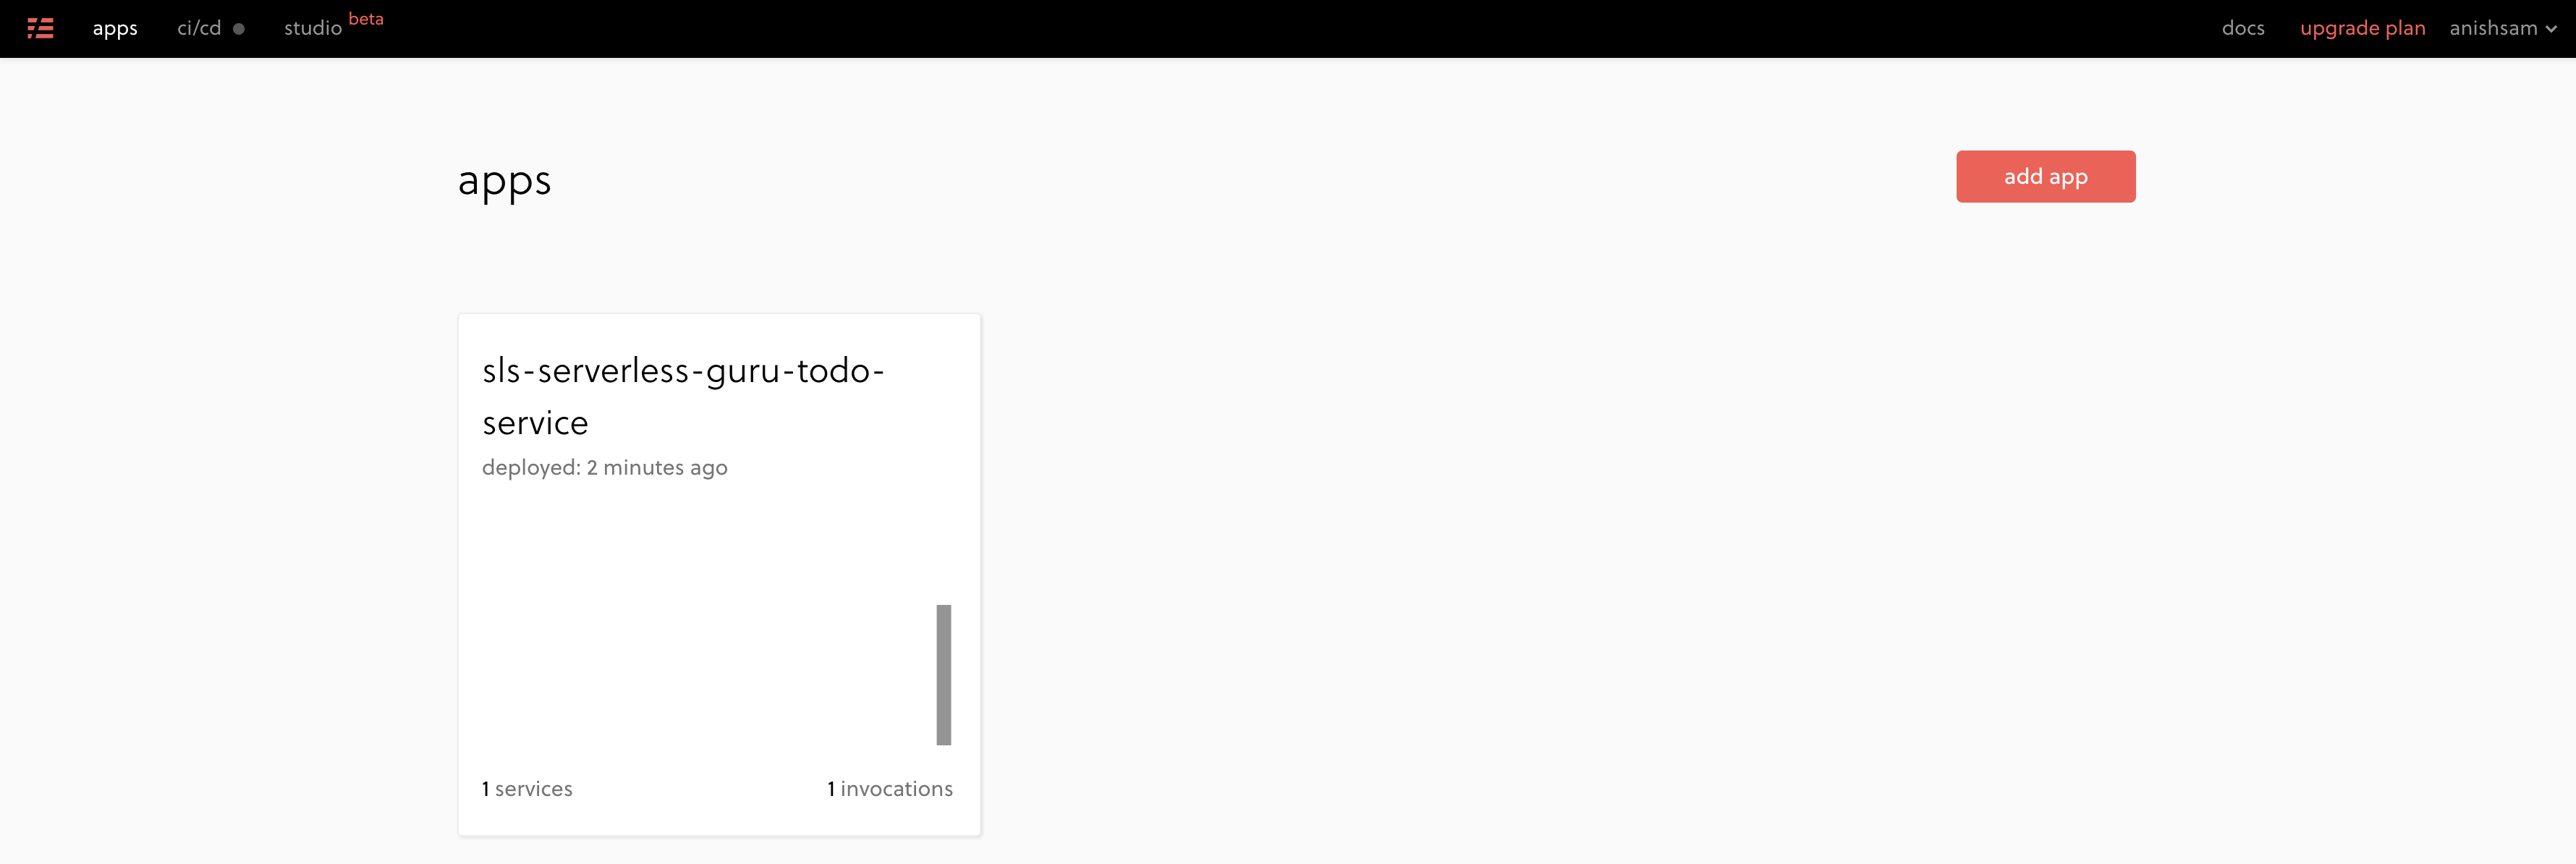 apps ci/cd studio beta docs upgrade plan anishsam
apps add app
sls-serverless-guru-todo-
service
deployed: 2 minutes ago
1 services 1 invocations